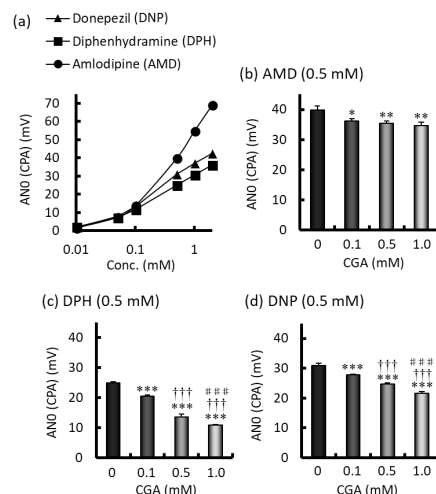 (a)
Donepezil (DNP)
Diphenhydramine (DPH)
Amlodipine (AMD)
AN0 (CPA) (mV)
70
60
50
40
30
20
10
0
0.01 0.1 1
Conc. (mM)
(b) AMD (0.5 mM)
AN0 (CPA) (mV)
50
40
30
20
10
0
* ** **
0 0.1 0.5 1.0
CGA (mM)
(c) DPH (0.5 mM)
AN0 (CPA) (mV)
50
40
30
20
10
0
###
††† †††
*** *** ***
0 0.1 0.5 1.0
CGA (mM)
(d) DNP (0.5 mM)
AN0 (CPA) (mV)
50
40
30
20
10
0
###
††† †††
*** *** ***
0 0.1 0.5 1.0
CGA (mM)